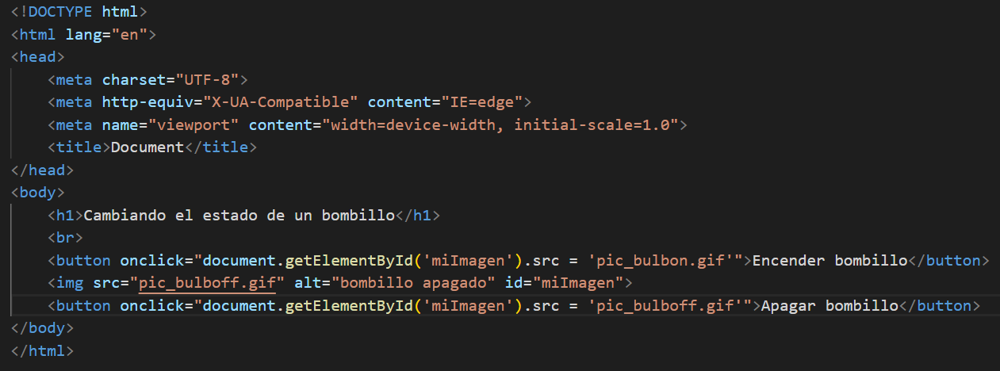 <!DOCTYPE html>
<html lang="en">
<head>
    <meta charset="UTF-8">
    <meta http-equiv="X-UA-Compatible" content="IE=edge">
    <meta name="viewport" content="width=device-width, initial-scale=1.0">
    <title>Document</title>
</head>
<body>
    <h1>Cambiando el estado de un bombillo</h1>
    <br>
    <button onclick="document.getElementById('miImagen').src = 'pic_bulbon.gif'">Encender bombillo</button>
    <img src="pic_bulboff.gif" alt="bombillo apagado" id="miImagen">
    <button onclick="document.getElementById('miImagen').src = 'pic_bulboff.gif'">Apagar bombillo</button>
</body>
</html>